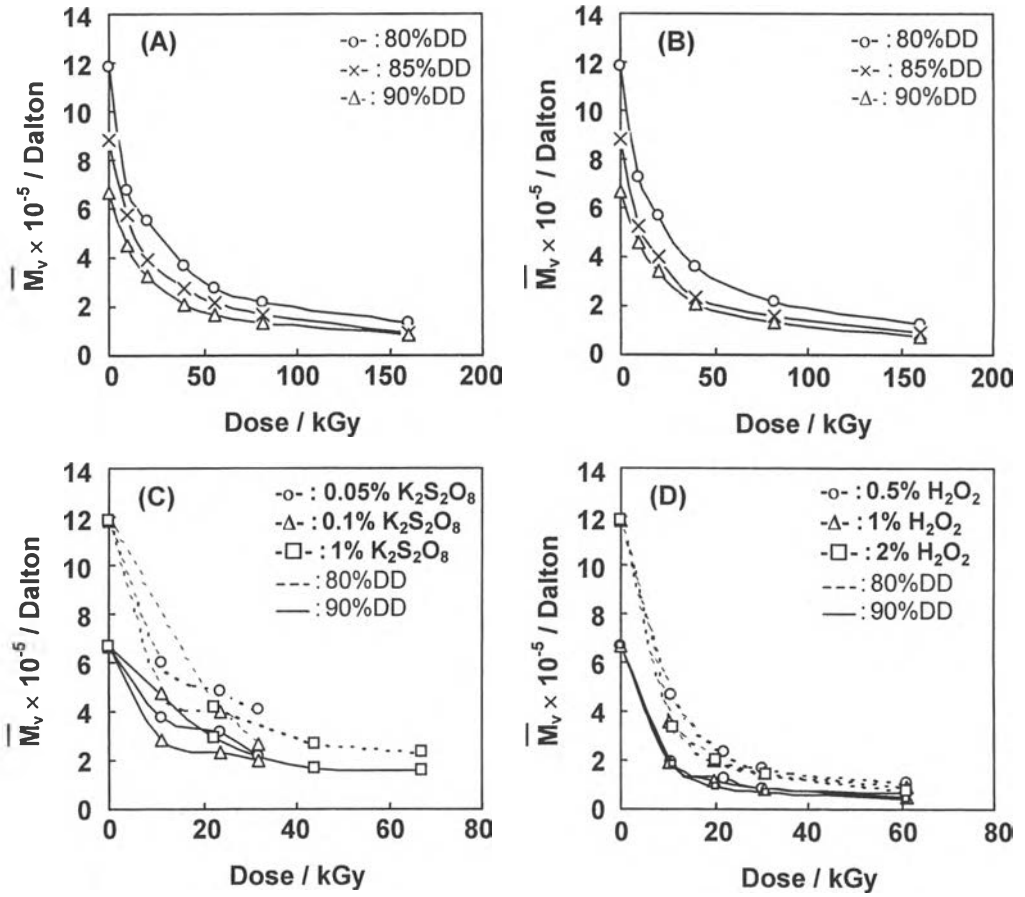 (A)
-o- : 80%DD
-×- : 85%DD
-Δ- : 90%DD
14
12
10
8
6
4
2
0
M̅ᵥ × 10⁻⁵ / Dalton
0 50 100 150 200
Dose / kGy
(B)
-o- : 80%DD
-×- : 85%DD
-Δ- : 90%DD
14
12
10
8
6
4
2
0
M̅ᵥ × 10⁻⁵ / Dalton
0 50 100 150 200
Dose / kGy
(C)
-o- : 0.05% K₂S₂O₈
-Δ- : 0.1% K₂S₂O₈
-□- : 1% K₂S₂O₈
---- : 80%DD
— : 90%DD
14
12
10
8
6
4
2
0
M̅ᵥ × 10⁻⁵ / Dalton
0 20 40 60 80
Dose / kGy
(D)
-o- : 0.5% H₂O₂
-Δ- : 1% H₂O₂
-□- : 2% H₂O₂
---- : 80%DD
— : 90%DD
14
12
10
8
6
4
2
0
M̅ᵥ × 10⁻⁵ / Dalton
0 20 40 60 80
Dose / kGy